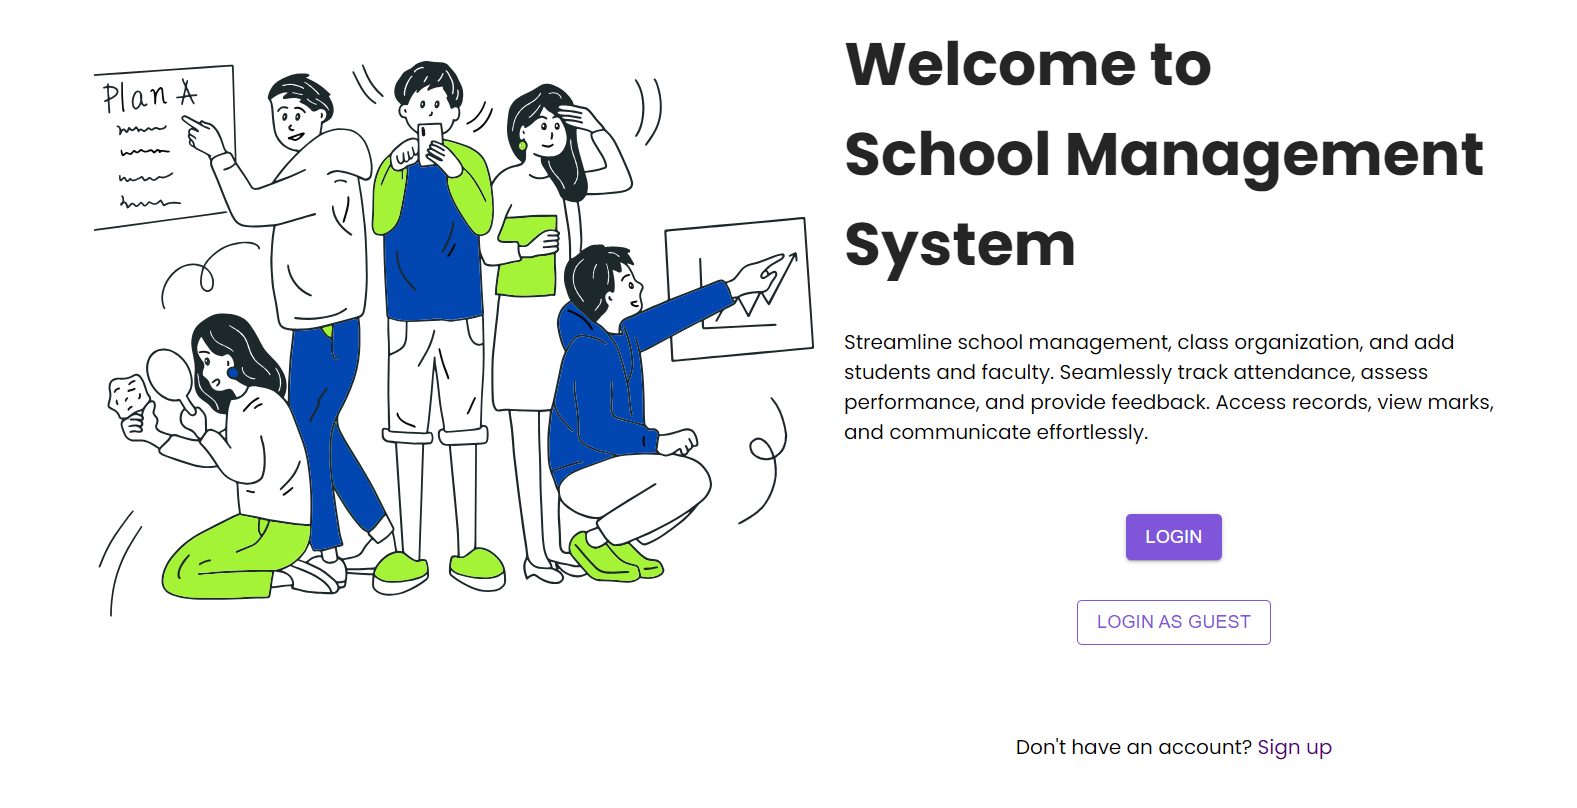 Plan A
Welcome to
School Management
System
Streamline school management, class organization, and add
students and faculty. Seamlessly track attendance, assess
performance, and provide feedback. Access records, view marks,
and communicate effortlessly.
LOGIN
LOGIN AS GUEST
Don't have an account? Sign up